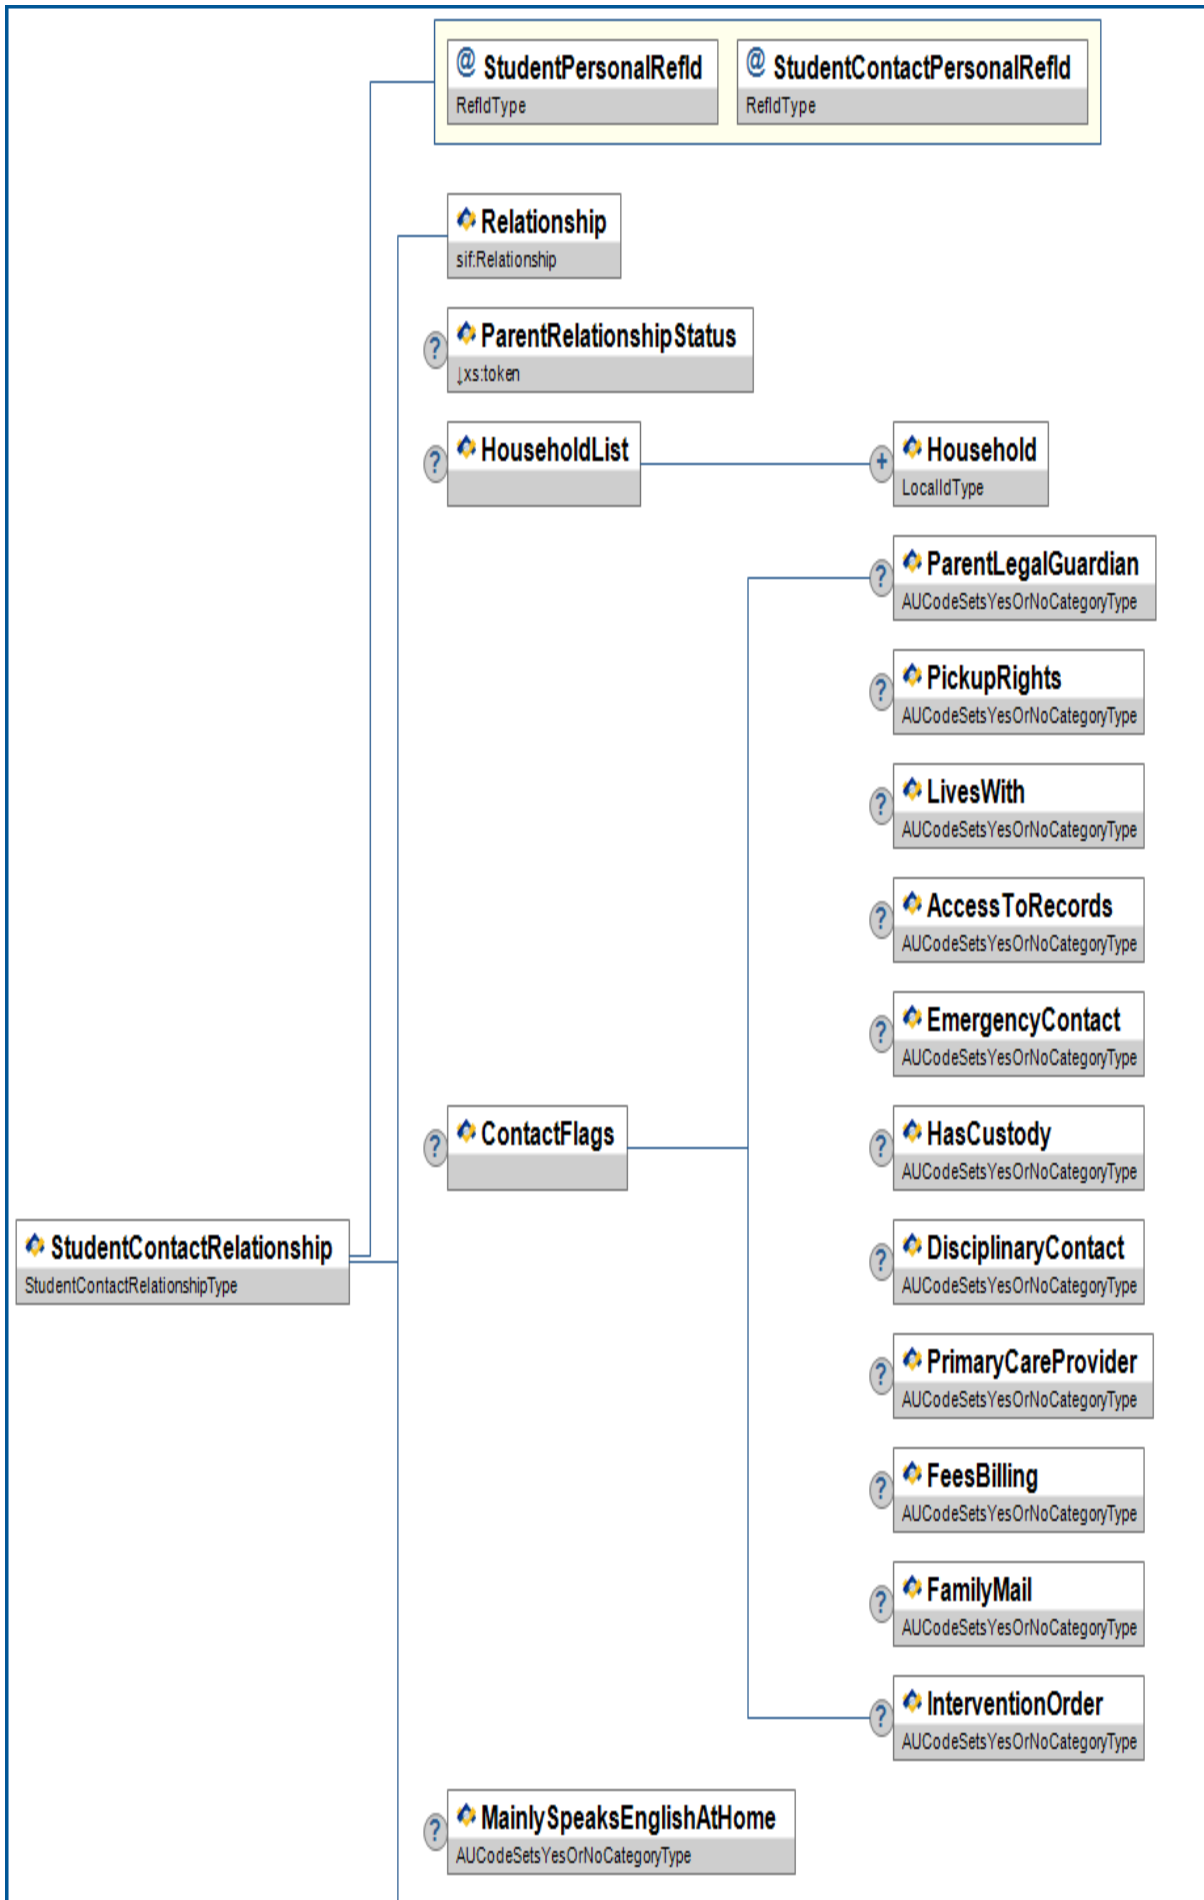 @ StudentPersonalRefId
RefIdType
@ StudentContactPersonalRefId
RefIdType
Relationship
sif:Relationship
? ParentRelationshipStatus
↓xs:token
? HouseholdList
+ Household
LocalIdType
? ParentLegalGuardian
AUCodeSetsYesOrNoCategoryType
? PickupRights
AUCodeSetsYesOrNoCategoryType
? LivesWith
AUCodeSetsYesOrNoCategoryType
? AccessToRecords
AUCodeSetsYesOrNoCategoryType
? EmergencyContact
AUCodeSetsYesOrNoCategoryType
? ContactFlags
? HasCustody
AUCodeSetsYesOrNoCategoryType
StudentContactRelationship
StudentContactRelationshipType
? DisciplinaryContact
AUCodeSetsYesOrNoCategoryType
? PrimaryCareProvider
AUCodeSetsYesOrNoCategoryType
? FeesBilling
AUCodeSetsYesOrNoCategoryType
? FamilyMail
AUCodeSetsYesOrNoCategoryType
? InterventionOrder
AUCodeSetsYesOrNoCategoryType
? MainlySpeaksEnglishAtHome
AUCodeSetsYesOrNoCategoryType